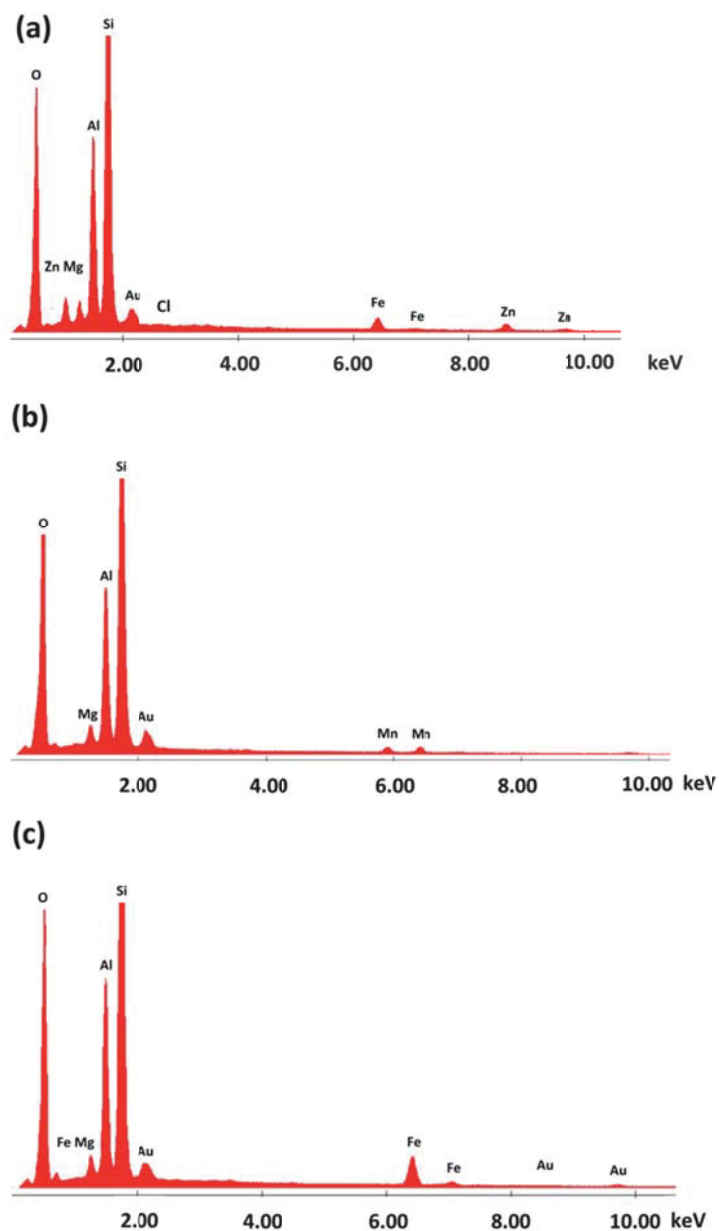 (a)
Si
O
Al
Zn Mg
Au
Cl
Fe
Fe
Zn
Zn
2.00 4.00 6.00 8.00 10.00 keV
(b)
Si
O
Al
Mg
Au
Mn
Mn
2.00 4.00 6.00 8.00 10.00 keV
(c)
Si
O
Al
Fe Mg
Au
Fe
Fe
Au
Au
2.00 4.00 6.00 8.00 10.00 keV